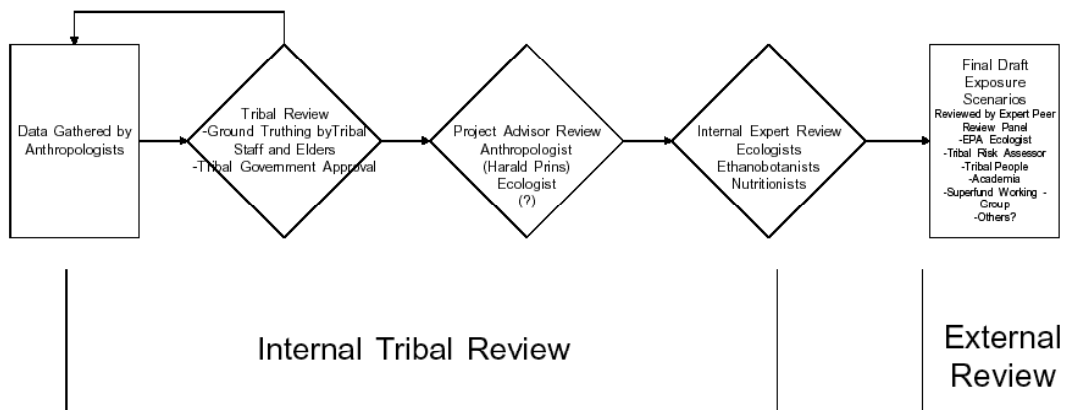 Data Gathered by
Anthropologists
Tribal Review
-Ground Truthing byTribal
Staff and Elders
-Tribal Government Approval
Project Advisor Review
Anthropologist
(Harald Prins)
Ecologist
(?)
Internal Expert Review
Ecologists
Ethanobotanists
Nutritionists
Final Draft
Exposure
Scenarios
Reviewed by Expert Peer
Review Panel
-EPA Ecologist
-Tribal Risk Assessor
-Tribal People
-Academia
-Superfund Working -
Group
-Others?
Internal Tribal Review
External
Review